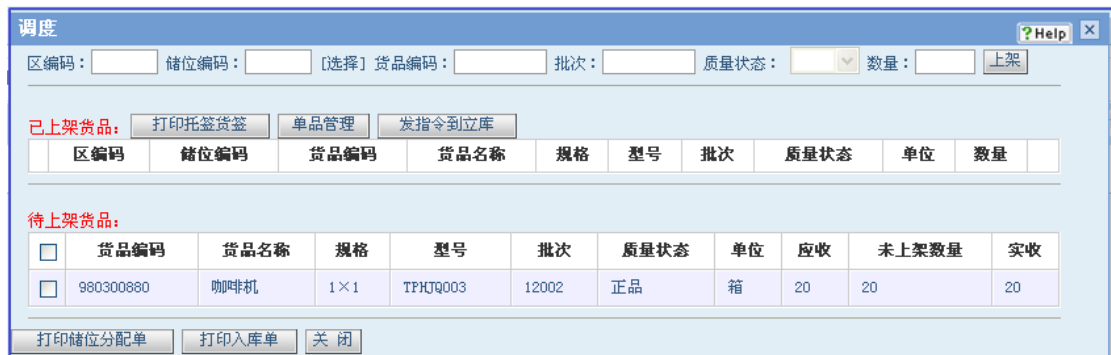 调度 ?Help
区编码： 储位编码： [选择] 货品编码： 批次： 质量状态： 数量： 上架
已上架货品： 打印托签货签 单品管理 发指令到立库
区编码 储位编码 货品编码 货品名称 规格 型号 批次 质量状态 单位 数量
待上架货品：
货品编码 货品名称 规格 型号 批次 质量状态 单位 应收 未上架数量 实收
980300880 咖啡机 1×1 TPHJQ003 12002 正品 箱 20 20 20
打印储位分配单 打印入库单 关 闭